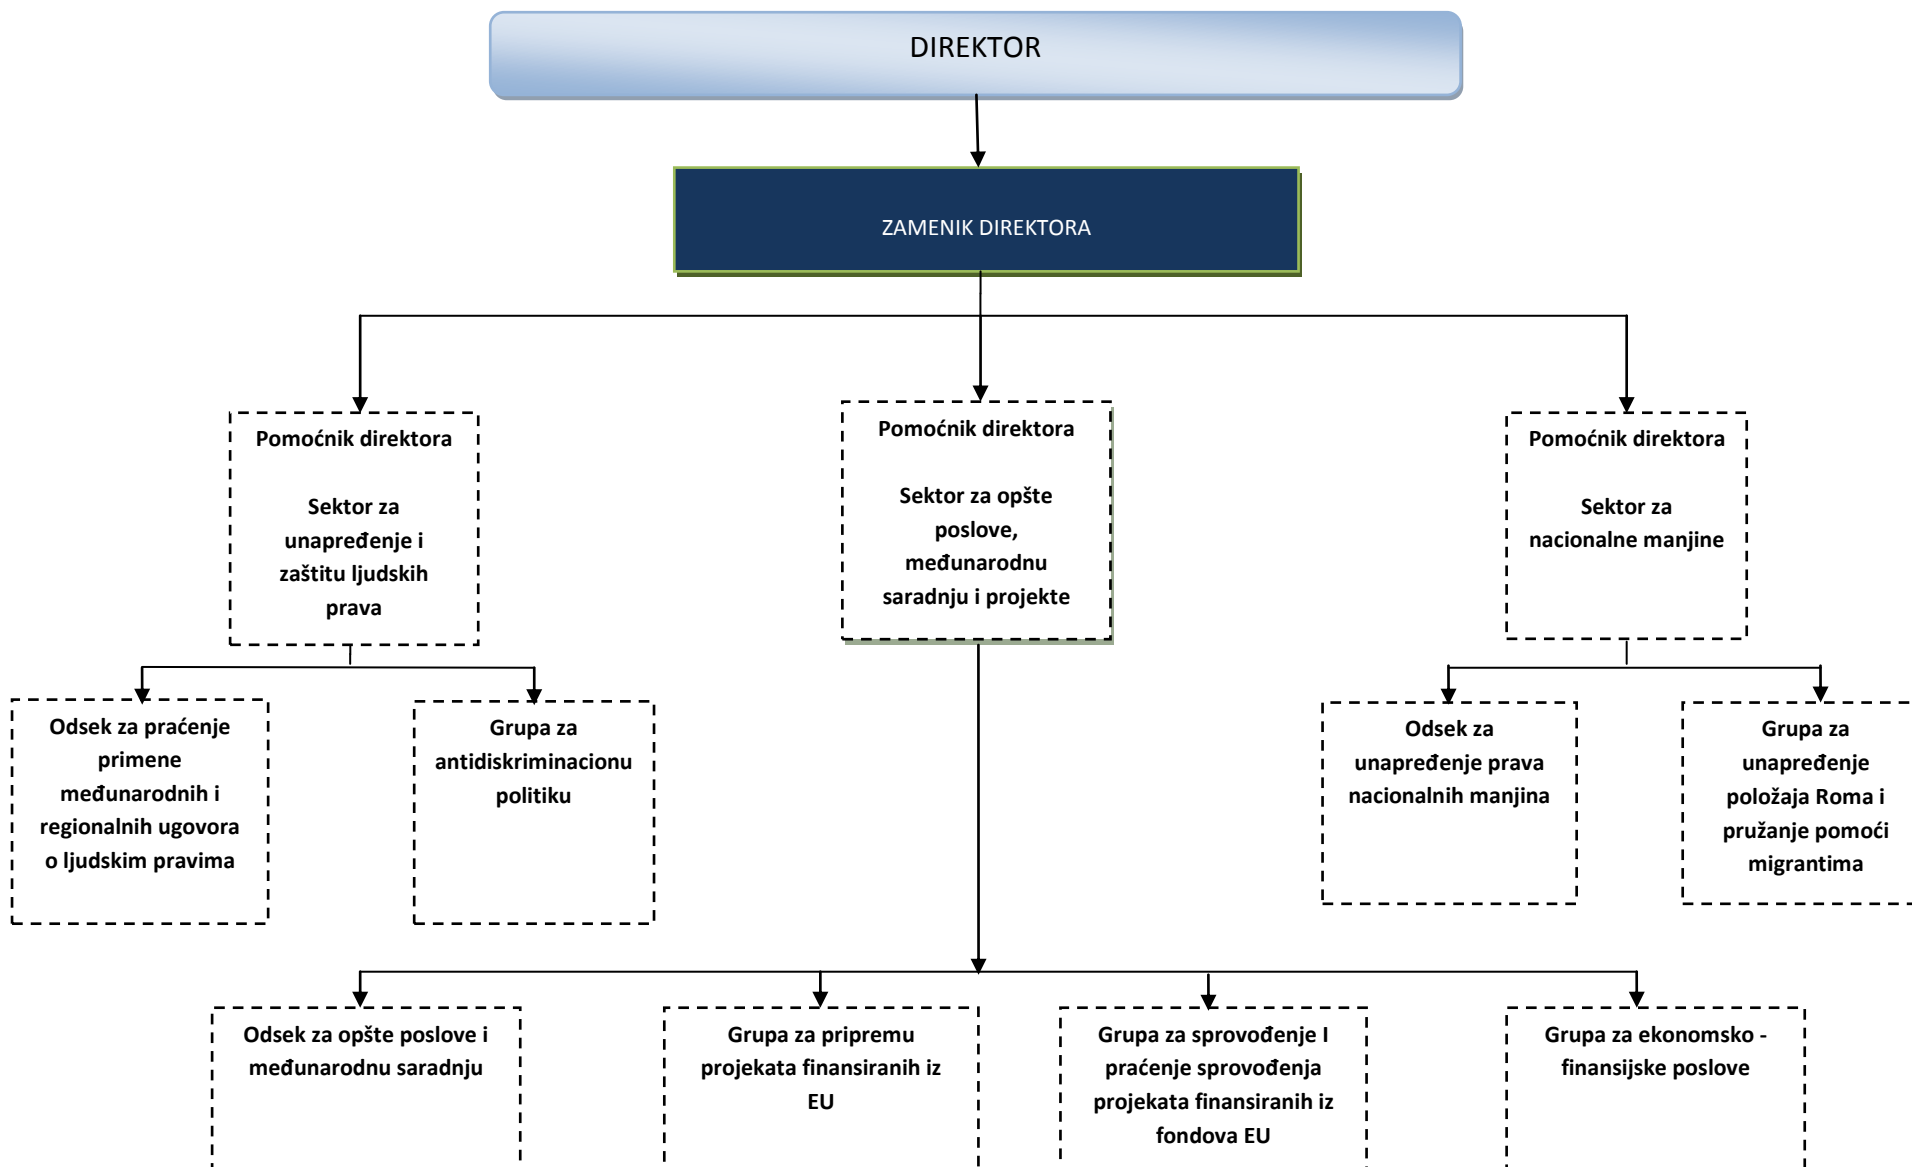 DIREKTOR
ZAMENIK DIREKTORA
Pomoćnik direktora
Sektor za
unapređenje i
zaštitu ljudskih
prava
Pomoćnik direktora
Sektor za opšte
poslove,
međunarodnu
saradnju i projekte
Pomoćnik direktora
Sektor za
nacionalne manjine
Odsek za praćenje
primene
međunarodnih i
regionalnih ugovora
o ljudskim pravima
Grupa za
antidiskriminacionu
politiku
Odsek za
unapređenje prava
nacionalnih manjina
Grupa za
unapređenje
položaja Roma i
pružanje pomoći
migrantima
Odsek za opšte poslove i
međunarodnu saradnju
Grupa za pripremu
projekata finansiranih iz
EU
Grupa za sprovođenje I
praćenje sprovođenja
projekata finansiranih iz
fondova EU
Grupa za ekonomsko -
finansijske poslove